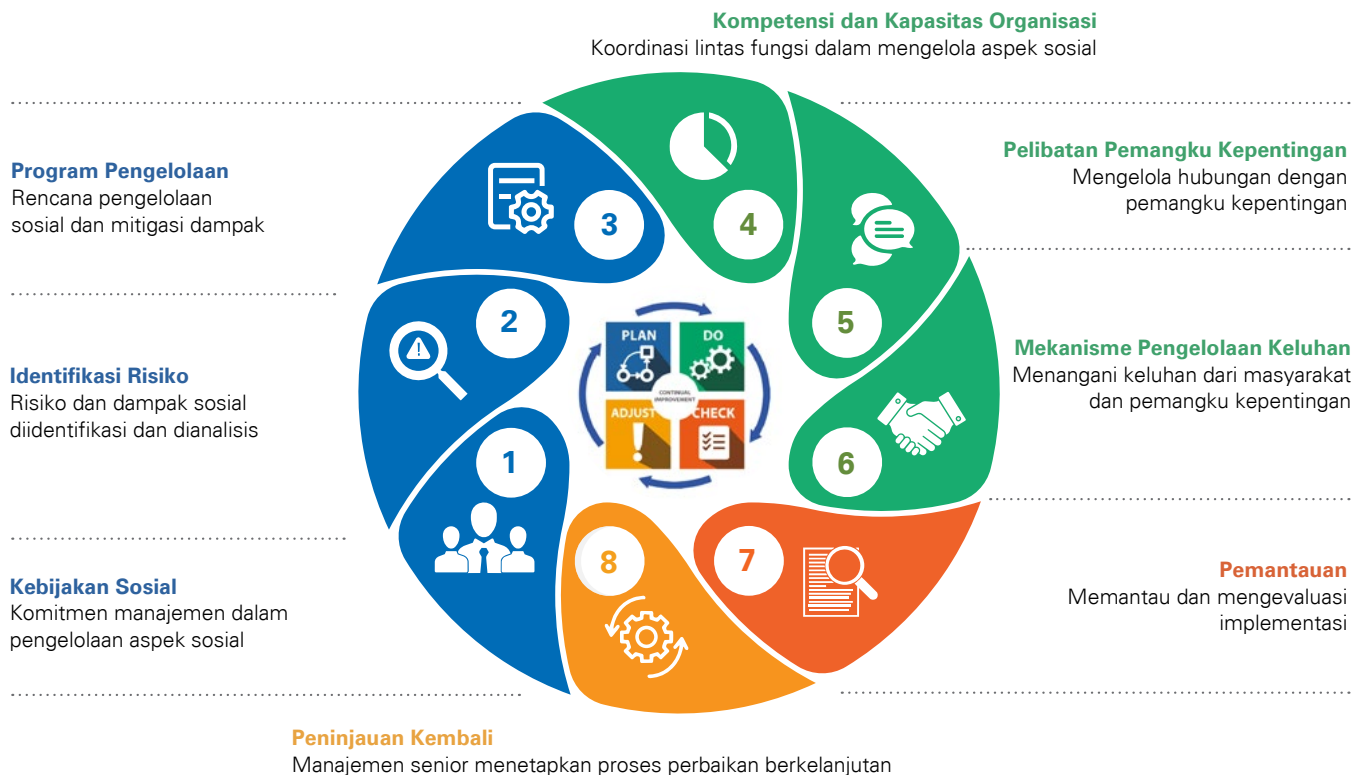 Kompetensi dan Kapasitas Organisasi
Koordinasi lintas fungsi dalam mengelola aspek sosial
Program Pengelolaan
Rencana pengelolaan
sosial dan mitigasi dampak
Pelibatan Pemangku Kepentingan
Mengelola hubungan dengan
pemangku kepentingan
3
4
2
5
PLAN
DO
CONTINUAL
IMPROVEMENT
ADJUST
CHECK
Identifikasi Risiko
Risiko dan dampak sosial
diidentifikasi dan dianalisis
Mekanisme Pengelolaan Keluhan
Menangani keluhan dari masyarakat
dan pemangku kepentingan
1
6
8
7
Kebijakan Sosial
Komitmen manajemen dalam
pengelolaan aspek sosial
Pemantauan
Memantau dan mengevaluasi
implementasi
Peninjauan Kembali
Manajemen senior menetapkan proses perbaikan berkelanjutan